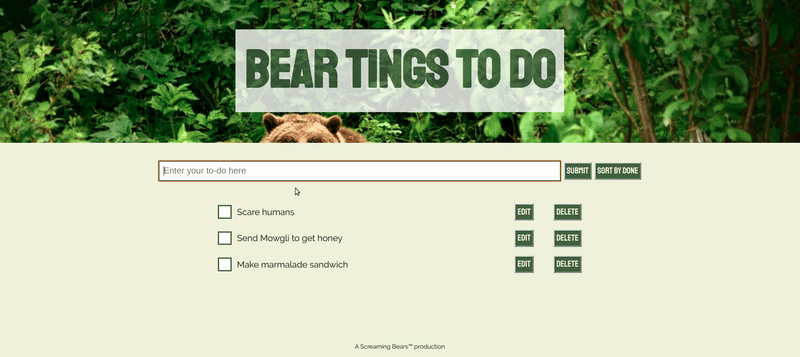 BEAR TINGS TO DO
Enter your to-do here SUBMIT SORT BY DONE
Scare humans EDIT DELETE
Send Mowgli to get honey EDIT DELETE
Make marmalade sandwich EDIT DELETE
A Screaming Bears™ production